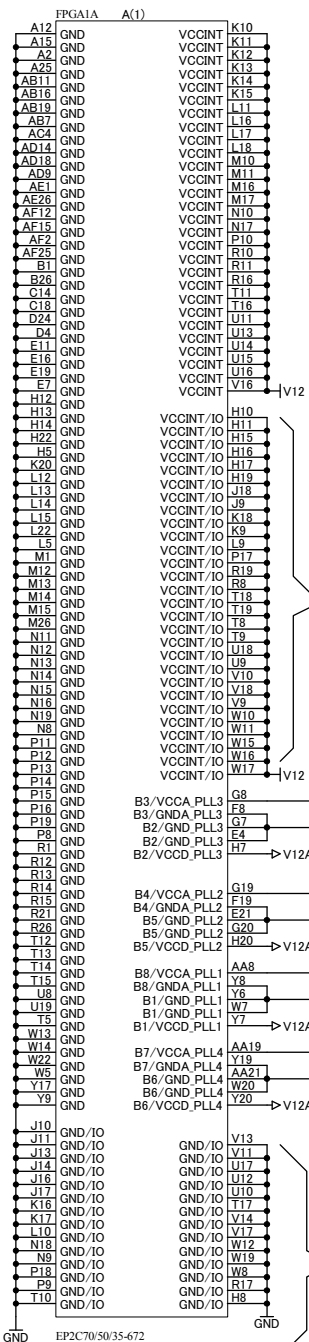 FPGA1A A(1)
A12 GND VCCINT K10
A15 GND VCCINT K11
A2 GND VCCINT K12
A25 GND VCCINT K13
AB11 GND VCCINT K14
AB16 GND VCCINT K15
AB19 GND VCCINT L11
AB7 GND VCCINT L16
AC4 GND VCCINT L17
AD14 GND VCCINT L18
AD18 GND VCCINT M10
AD9 GND VCCINT M11
AE1 GND VCCINT M16
AE26 GND VCCINT M17
AF12 GND VCCINT N10
AF15 GND VCCINT N17
AF2 GND VCCINT P10
AF25 GND VCCINT R10
B1 GND VCCINT R11
B26 GND VCCINT R16
C14 GND VCCINT T11
C18 GND VCCINT T16
D24 GND VCCINT U11
D4 GND VCCINT U13
E11 GND VCCINT U14
E16 GND VCCINT U15
E19 GND VCCINT U16
E7 GND VCCINT V16 V12
H12 GND
H13 GND VCCINT/IO H10
H14 GND VCCINT/IO H11
H22 GND VCCINT/IO H15
H5 GND VCCINT/IO H16
K20 GND VCCINT/IO H17
L12 GND VCCINT/IO H19
L13 GND VCCINT/IO J18
L14 GND VCCINT/IO J9
L15 GND VCCINT/IO K18
L22 GND VCCINT/IO K9
L5 GND VCCINT/IO L9
M1 GND VCCINT/IO P17
M12 GND VCCINT/IO R19
M13 GND VCCINT/IO R8
M14 GND VCCINT/IO T18
M15 GND VCCINT/IO T19
M26 GND VCCINT/IO T8
N11 GND VCCINT/IO T9
N12 GND VCCINT/IO U18
N13 GND VCCINT/IO U9
N14 GND VCCINT/IO V10
N15 GND VCCINT/IO V18
N16 GND VCCINT/IO V9
N19 GND VCCINT/IO W10
N8 GND VCCINT/IO W11
P11 GND VCCINT/IO W15
P12 GND VCCINT/IO W16
P13 GND VCCINT/IO W17 V12
P14 GND
P15 GND B3/VCCA_PLL3 G8
P16 GND B3/GNDA_PLL3 F8
P19 GND B2/GND_PLL3 G7
P8 GND B2/GND_PLL3 E4
R1 GND B2/VCCD_PLL3 H7 V12A
R12 GND
R13 GND
R14 GND B4/VCCA_PLL2 G19
R15 GND B4/GNDA_PLL2 F19
R21 GND B5/GND_PLL2 E21
R26 GND B5/GND_PLL2 G20
T12 GND B5/VCCD_PLL2 H20 V12A
T13 GND
T14 GND B8/VCCA_PLL1 AA8
T15 GND B8/GNDA_PLL1 Y8
U8 GND B1/GND_PLL1 Y6
U19 GND B1/GND_PLL1 W7
T5 GND B1/VCCD_PLL1 Y7 V12A
W13 GND
W14 GND B7/VCCA_PLL4 AA19
W22 GND B7/GNDA_PLL4 Y19
W5 GND B6/GND_PLL4 AA21
Y17 GND B6/GND_PLL4 W20
Y9 GND B6/VCCD_PLL4 Y20 V12A
J10 GND/IO
J11 GND/IO GND/IO V13
J13 GND/IO GND/IO V11
J14 GND/IO GND/IO U17
J16 GND/IO GND/IO U12
J17 GND/IO GND/IO U10
K16 GND/IO GND/IO T17
K17 GND/IO GND/IO V14
L10 GND/IO GND/IO V17
N18 GND/IO GND/IO W12
N9 GND/IO GND/IO W19
P18 GND/IO GND/IO W8
P9 GND/IO GND/IO R17
T10 GND/IO GND/IO H8
GND EP2C70/50/35-672 GND